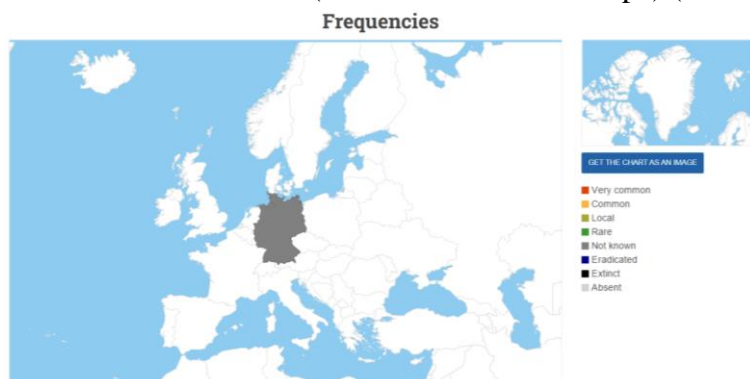 Frequencies
GET THE CHART AS AN IMAGE
Very common
Common
Local
Rare
Not known
Eradicated
Extinct
Absent